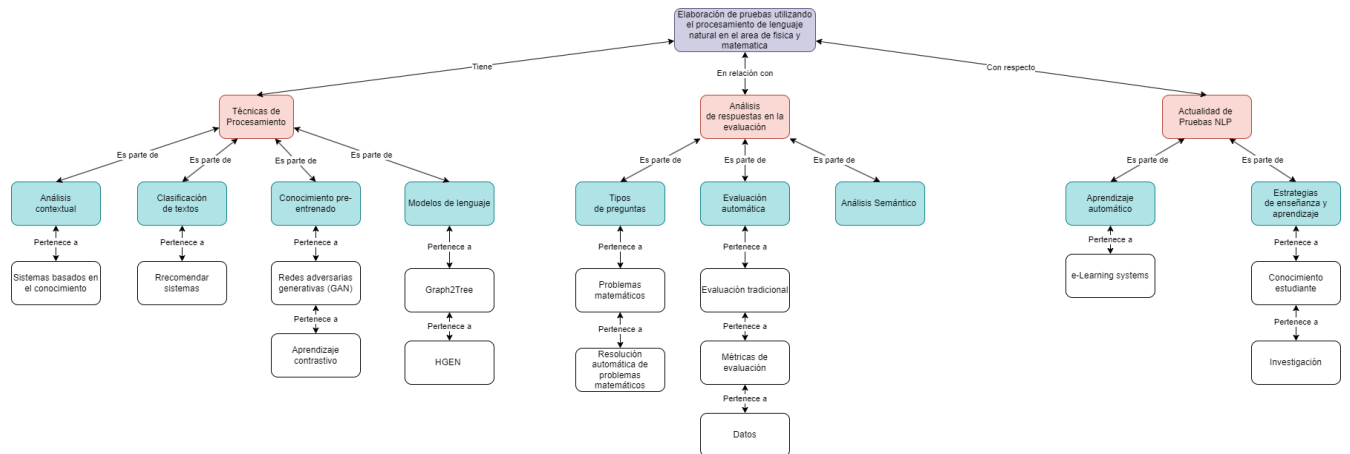 Elaboración de pruebas utilizando
el procesamiento de lenguaje
natural en el area de fisica y
matematica
Tiene
En relación con
Con respecto
Técnicas de
Procesamiento
Análisis
de respuestas en la
evaluación
Actualidad de
Pruebas NLP
Es parte de
Es parte de
Es parte de
Es parte de
Es parte de
Es parte de
Es parte de
Es parte de
Es parte de
Análisis
contextual
Clasificación
de textos
Conocimiento pre-
entrenado
Modelos de lenguaje
Tipos
de preguntas
Evaluación
automática
Análisis Semántico
Aprendizaje
automático
Estrategias
de enseñanza y
aprendizaje
Pertenece a
Pertenece a
Pertenece a
Pertenece a
Pertenece a
Pertenece a
Pertenece a
Pertenece a
Sistemas basados en
el conocimiento
Rrecomendar
sistemas
Redes adversarias
generativas (GAN)
Graph2Tree
Problemas
matemáticos
Evaluación tradicional
e-Learning systems
Conocimiento
estudiante
Pertenece a
Pertenece a
Pertenece a
Pertenece a
Pertenece a
Aprendizaje
contrastivo
HGEN
Resolución
automática de
problemas
matemáticos
Métricas de
evaluación
Investigación
Pertenece a
Datos